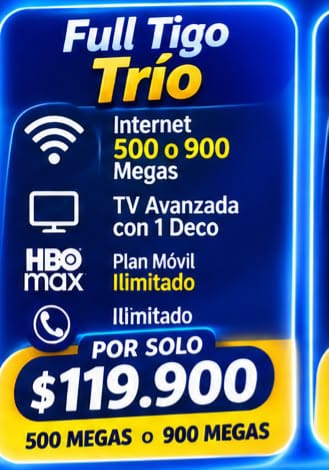 Full Tigo
Trío
Internet
500 o 900
Megas
TV Avanzada
con 1 Deco
HBO
max
Plan Móvil
Ilimitado
Ilimitado
POR SOLO
$119.900
500 MEGAS o 900 MEGAS